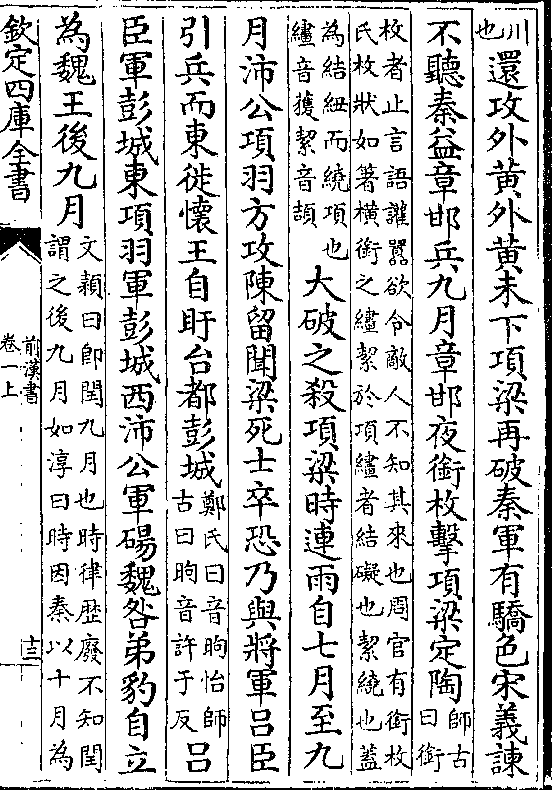 川也還攻外黄外黄未下項梁再破秦軍有驕色宋義諫
不聽秦益章邯兵九月章邯夜銜枚擊項梁定陶師古曰銜
枚者止言語讙嚻欲令敵人不知其來也周官有銜枚
氏枚狀如箸横銜之繣絜於項繣者結礙也絜繞也蓋
為結紐而繞項也繣音獲絜音頡大破之殺項梁時連雨自七月至九
月沛公項羽方攻陳留聞梁死士卒恐乃與將軍吕臣
引兵而東徙懷王自盱台都彭城鄭氏曰音昫怡師古曰昫音許于反吕
臣軍彭城東項羽軍彭城西沛公軍碭魏咎弟豹自立
為魏王後九月文頴曰即閏九月也時律歴廢不知閏謂之後九月如淳曰時因秦以十月為
欽定四庫全書
前漢書
卷一上
十三